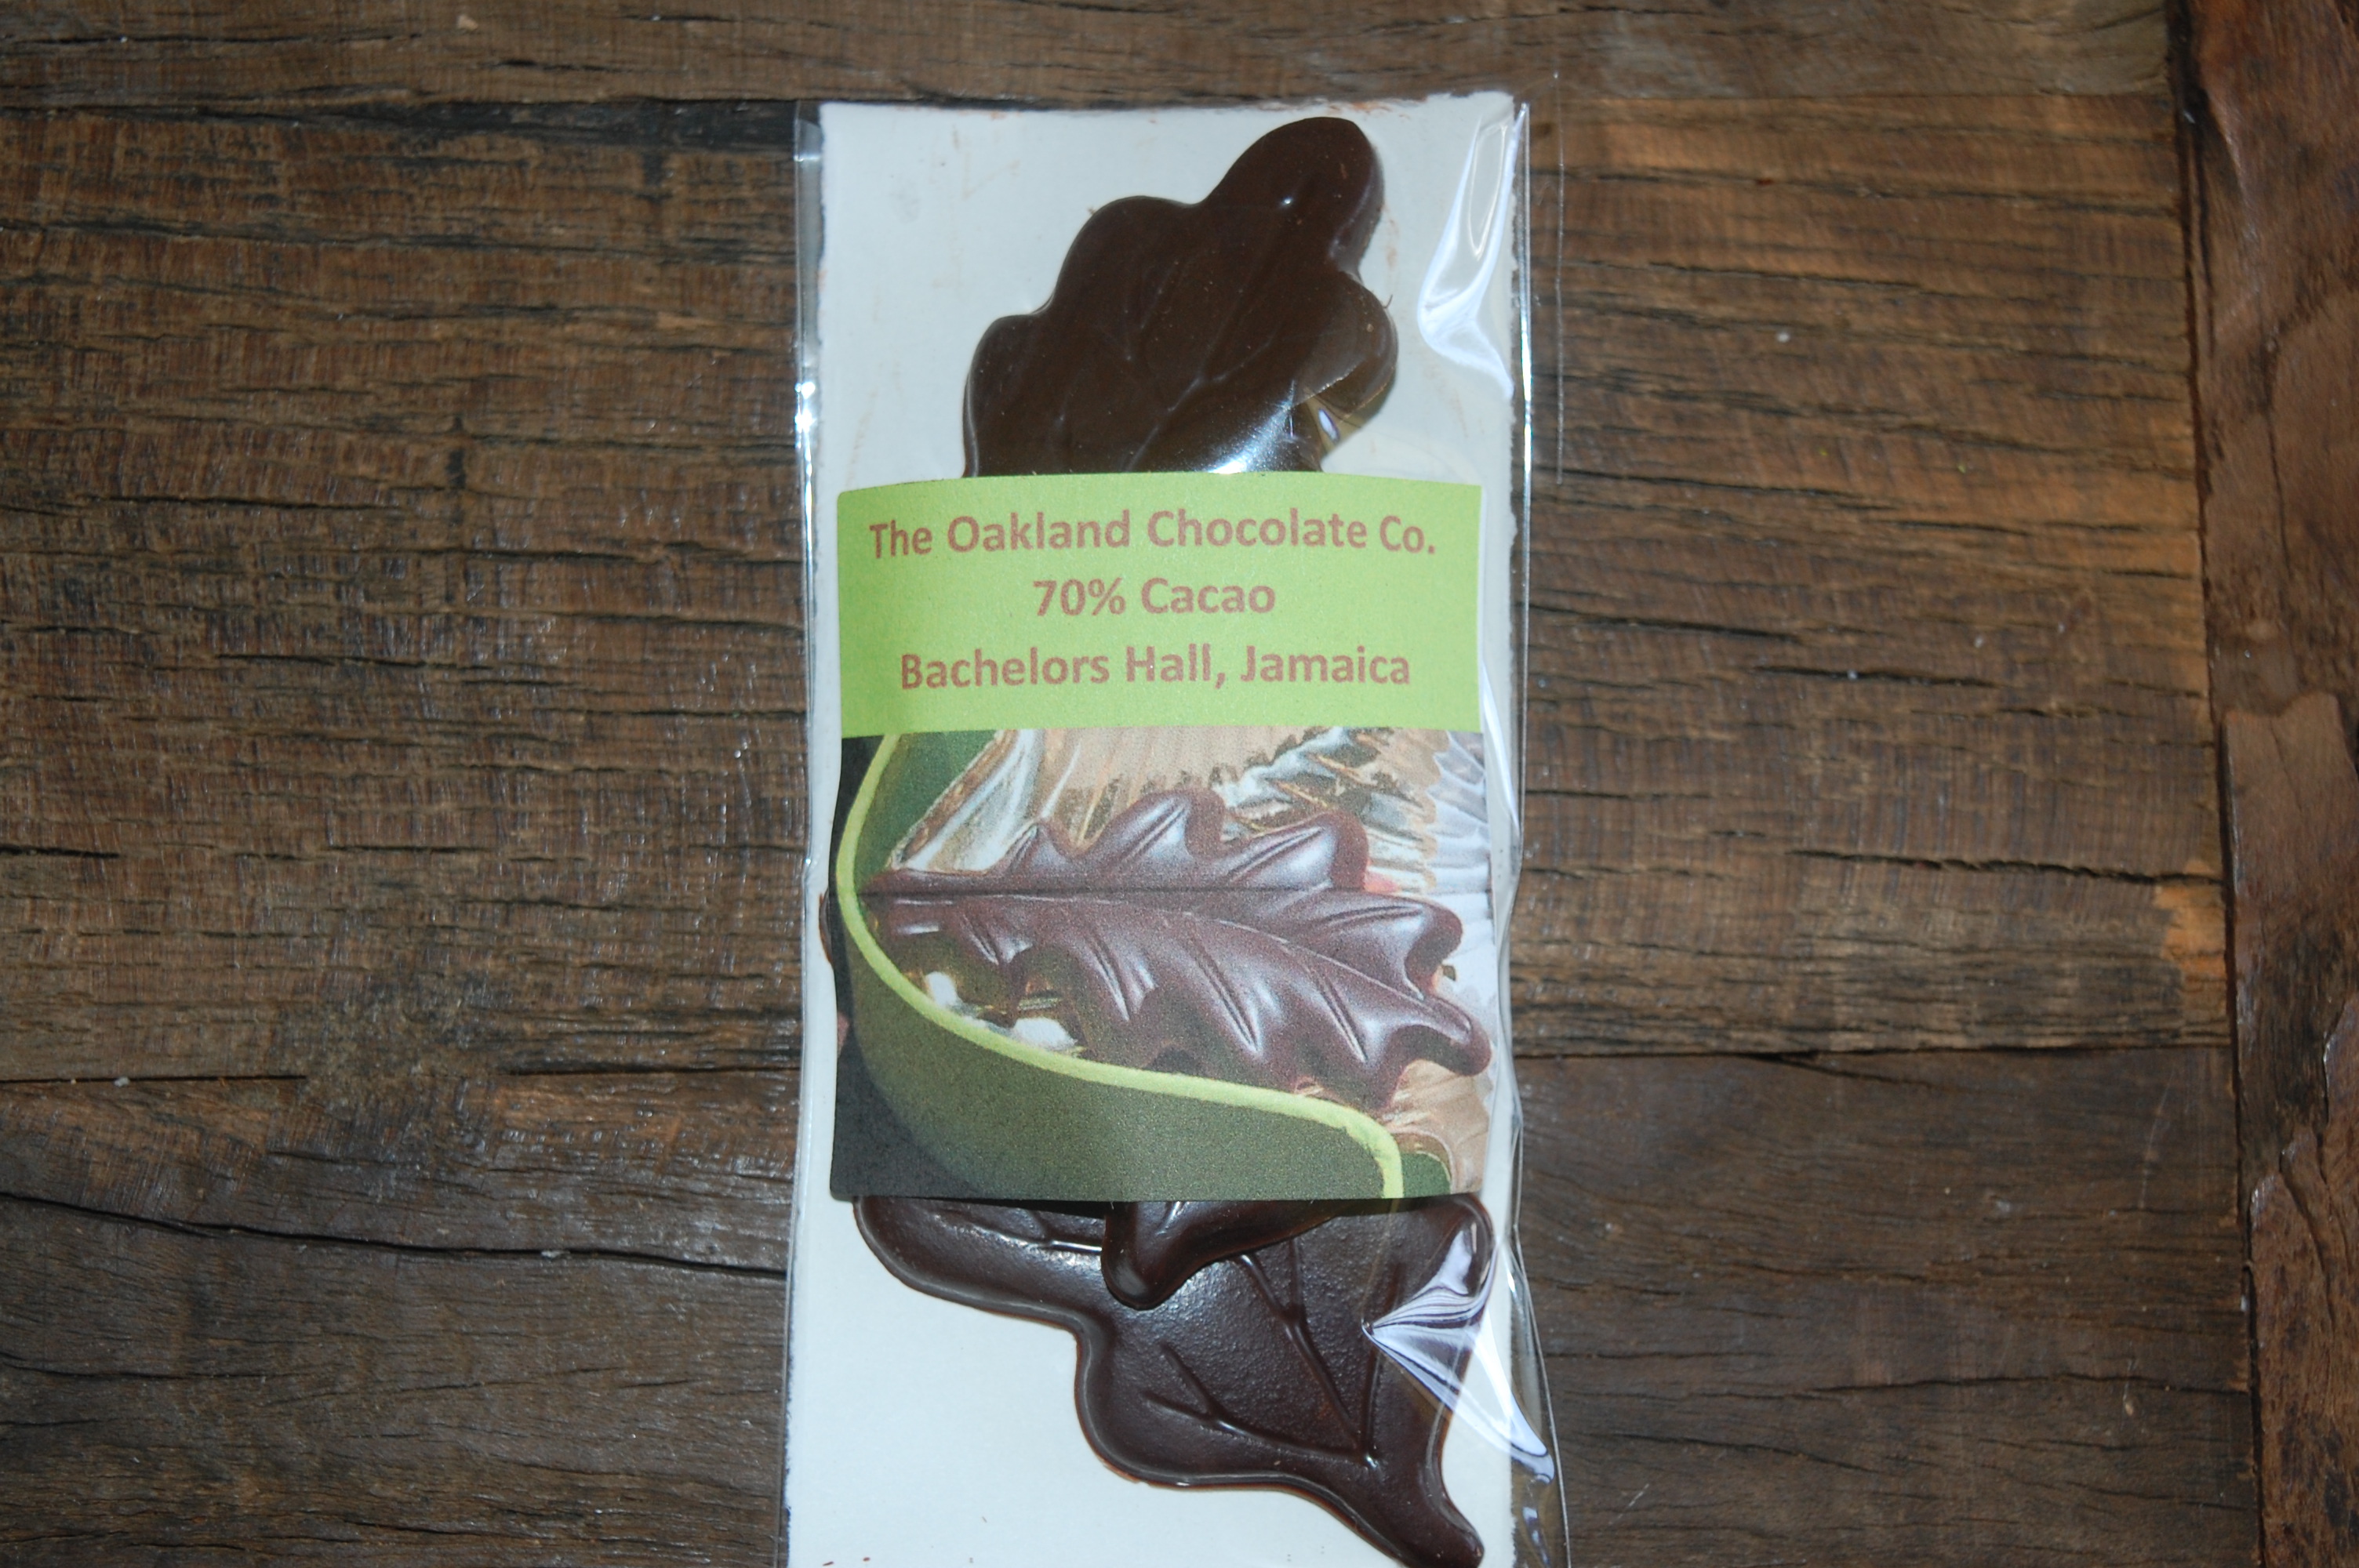 The Oakland Chocolate Co.
70% Cacao
Bachelors Hall, Jamaica